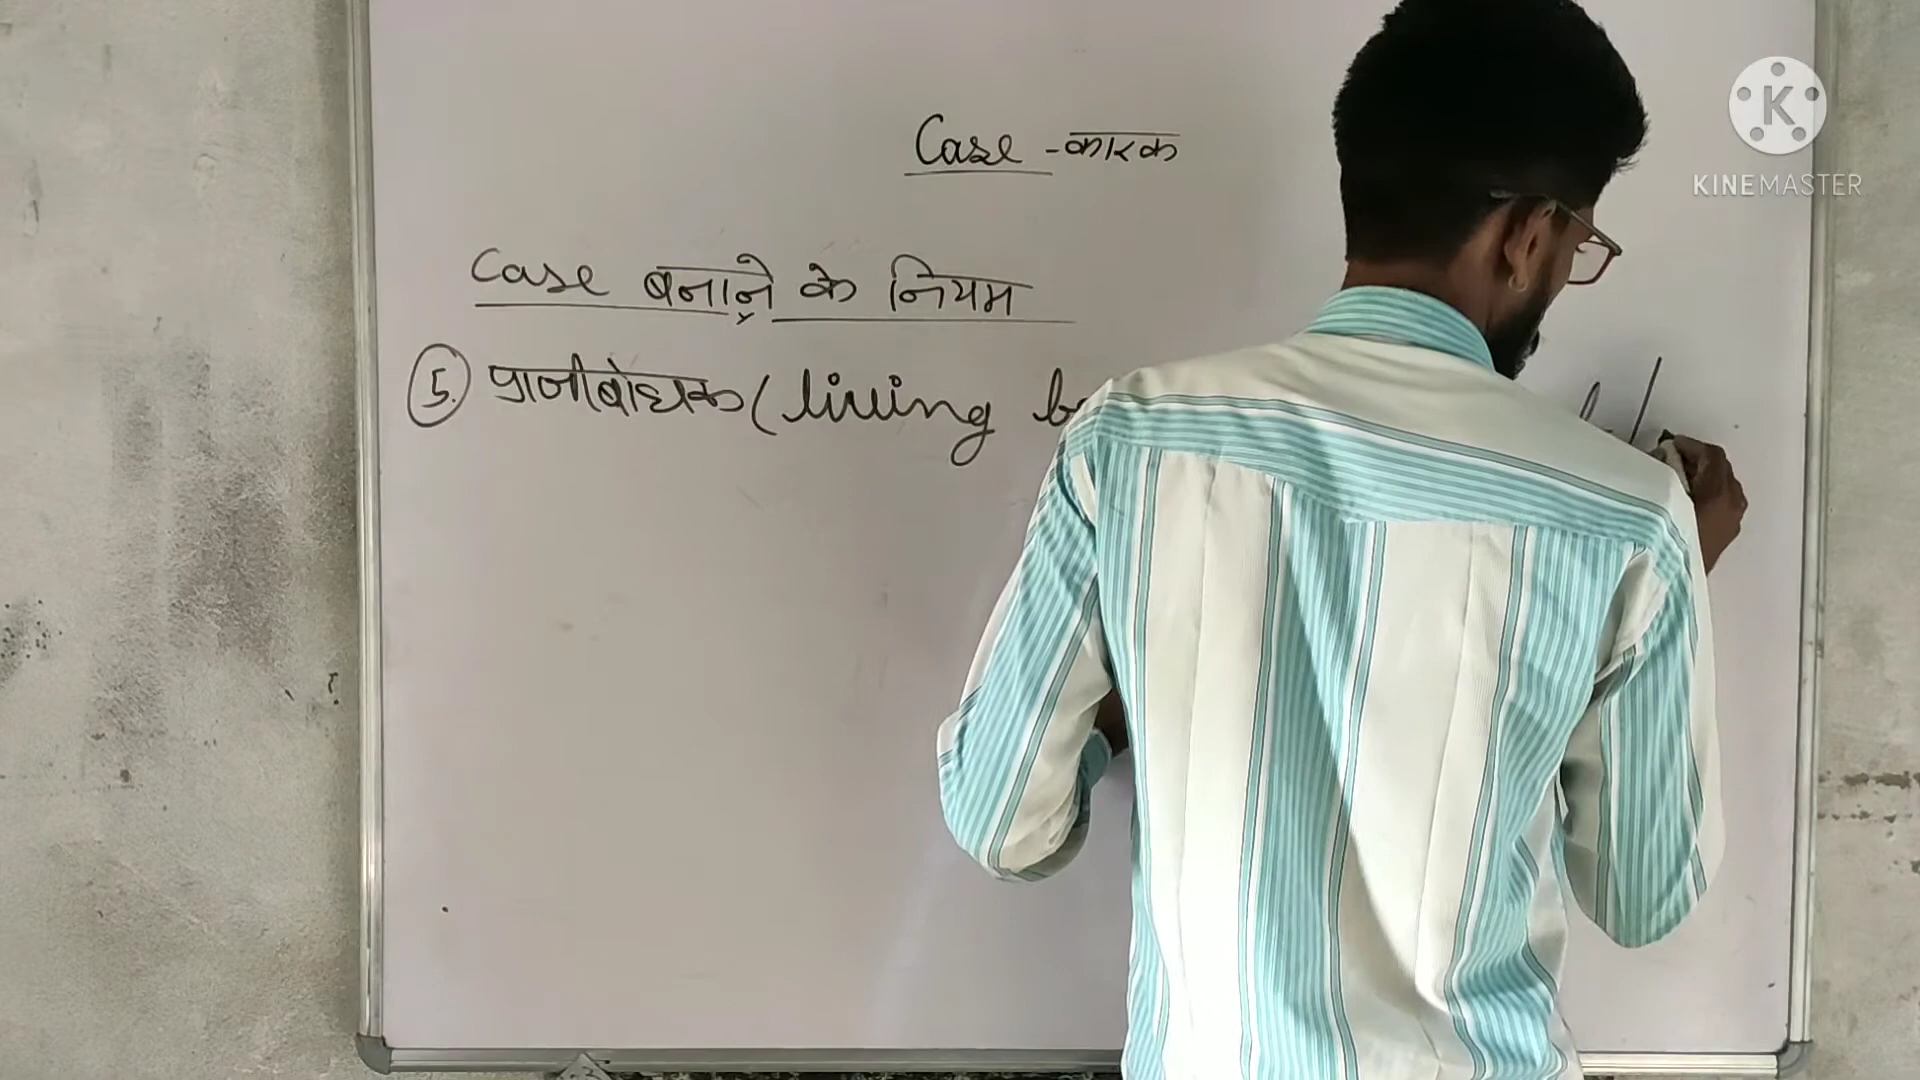 Case - कारक
KINEMASTER
Case बनाने के नियम
5. प्राणीबोधक ( living